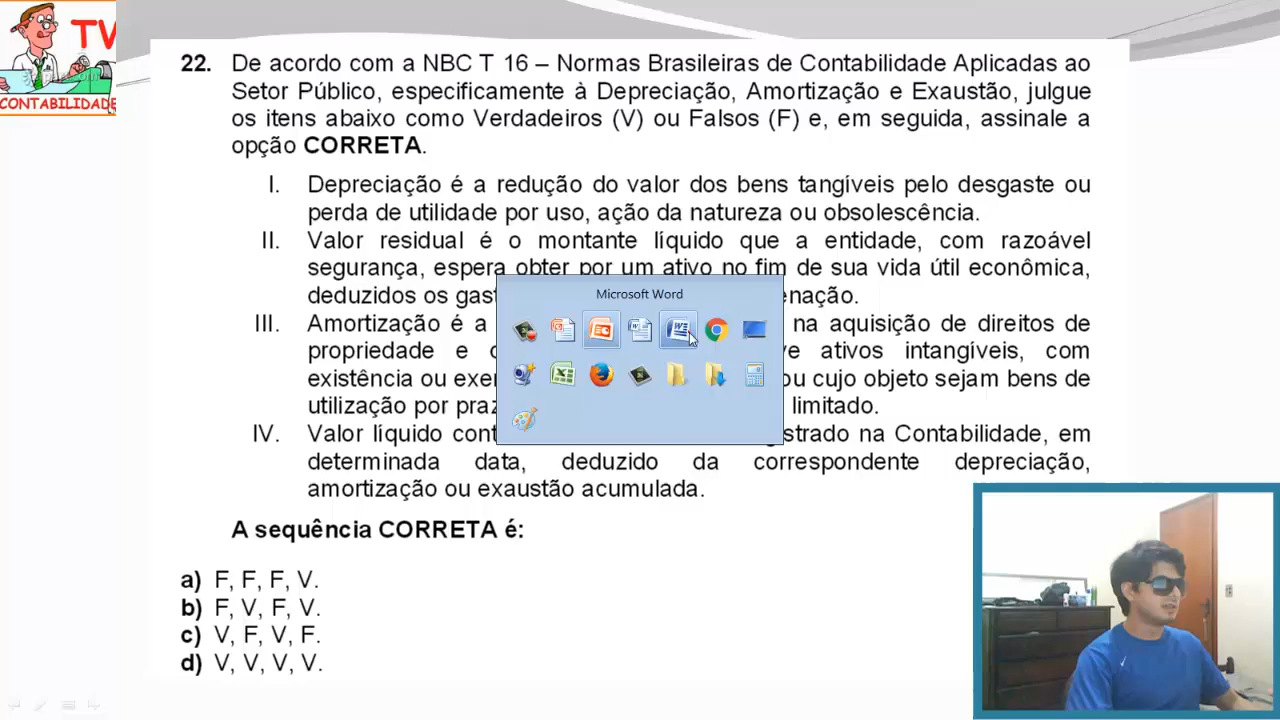 TV
CONTABILIDADE
22. De acordo com a NBC T 16 – Normas Brasileiras de Contabilidade Aplicadas ao
Setor Público, especificamente à Depreciação, Amortização e Exaustão, julgue
os itens abaixo como Verdadeiros (V) ou Falsos (F) e, em seguida, assinale a
opção CORRETA.
I. Depreciação é a redução do valor dos bens tangíveis pelo desgaste ou
perda de utilidade por uso, ação da natureza ou obsolescência.
II. Valor residual é o montante líquido que a entidade, com razoável
segurança, espera obter por um ativo no fim de sua vida útil econômica,
deduzidos os
Microsoft Word
III. Amortização é a na aquisição de direitos de
propriedade e ativos intangíveis, com
existência ou ou cujo objeto sejam bens de
utilização por limitado.
IV. Valor líquido na Contabilidade, em
determinada data, deduzido da correspondente depreciação,
amortização ou exaustão acumulada.
A sequência CORRETA é:
a) F, F, F, V.
b) F, V, F, V.
c) V, F, V, F.
d) V, V, V, V.